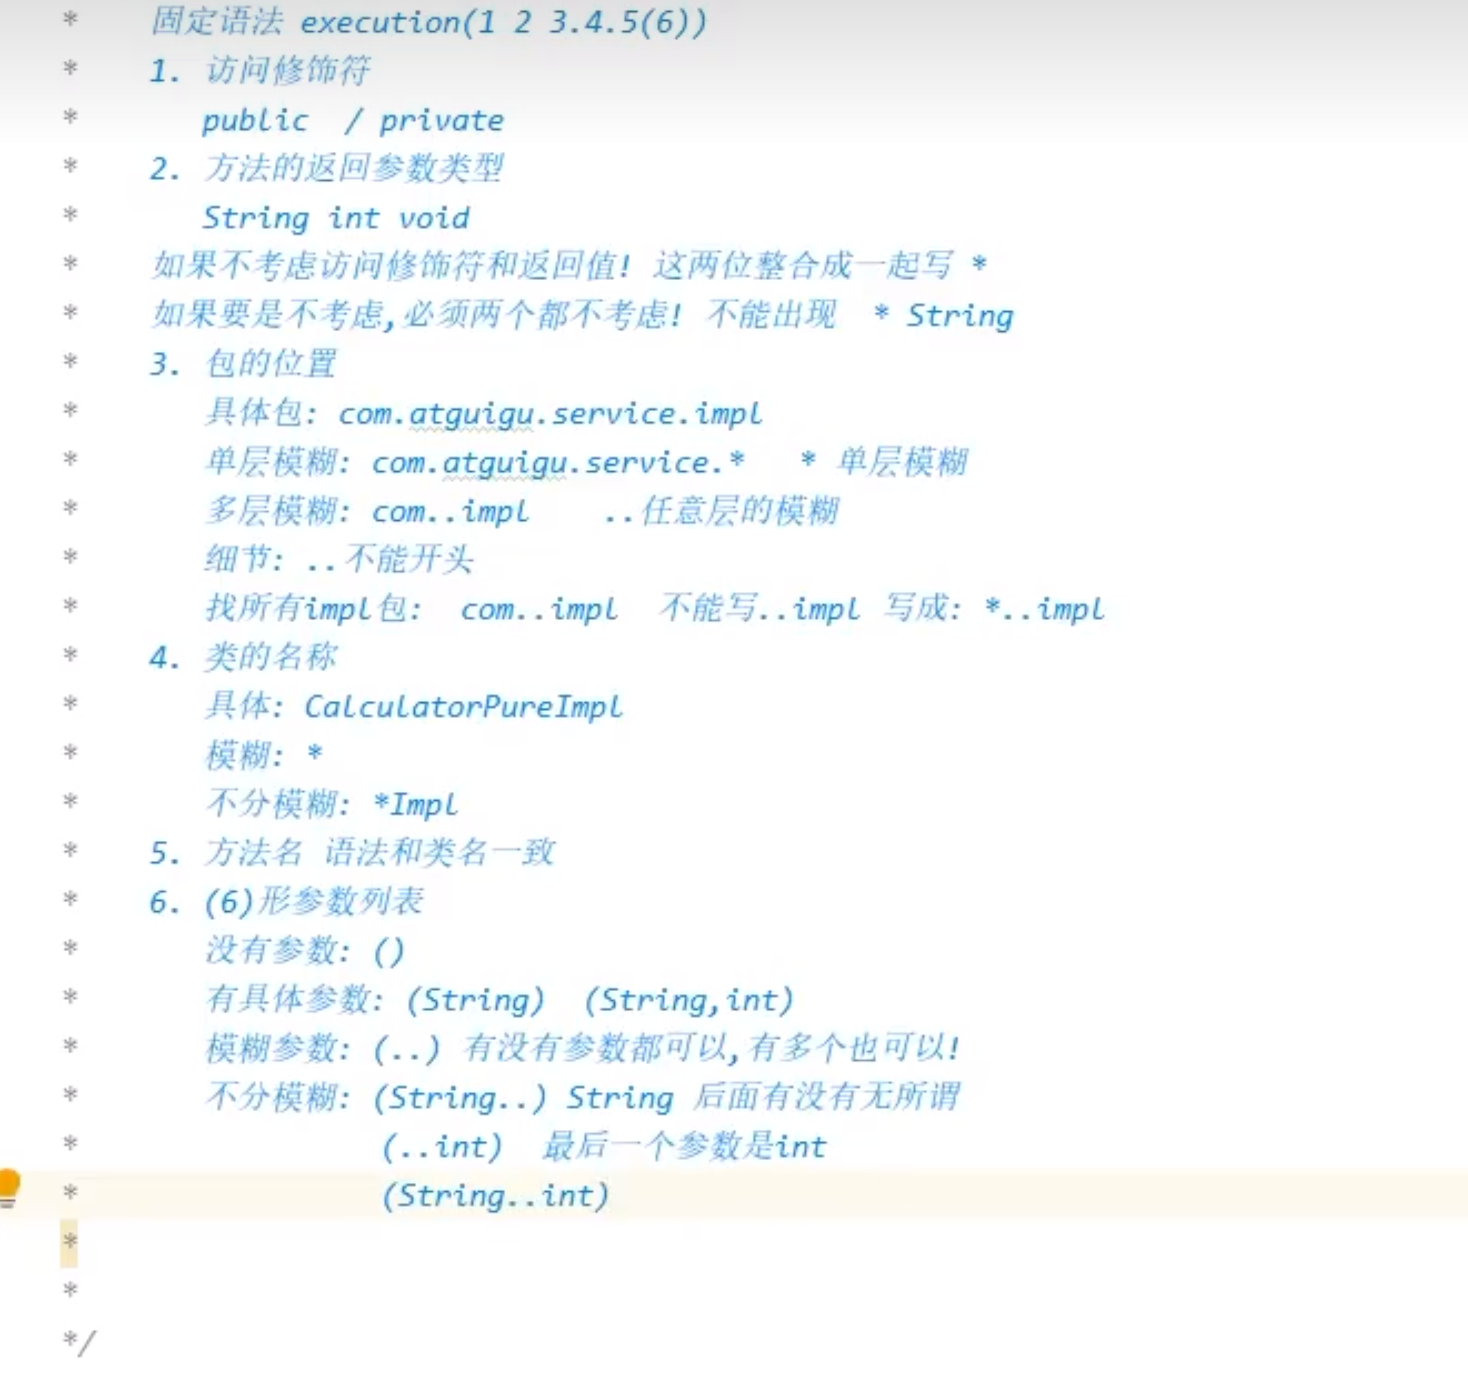 * 固定语法 execution(1 2 3.4.5(6))
* 1. 访问修饰符
* public / private
* 2. 方法的返回参数类型
* String int void
* 如果不考虑访问修饰符和返回值! 这两位整合成一起写 *
* 如果要是不考虑,必须两个都不考虑! 不能出现 * String
* 3. 包的位置
* 具体包: com.atguigu.service.impl
* 单层模糊: com.atguigu.service.* * 单层模糊
* 多层模糊: com..impl ..任意层的模糊
* 细节: ..不能开头
* 找所有impl包: com..impl 不能写..impl 写成: *..impl
* 4. 类的名称
* 具体: CalculatorPureImpl
* 模糊: *
* 不分模糊: *Impl
* 5. 方法名 语法和类名一致
* 6. (6)形参数列表
* 没有参数: ()
* 有具体参数: (String) (String,int)
* 模糊参数: (..) 有没有参数都可以,有多个也可以!
* 不分模糊: (String..) String 后面有没有无所谓
* (..int) 最后一个参数是int
* (String..int)
*
*
*/